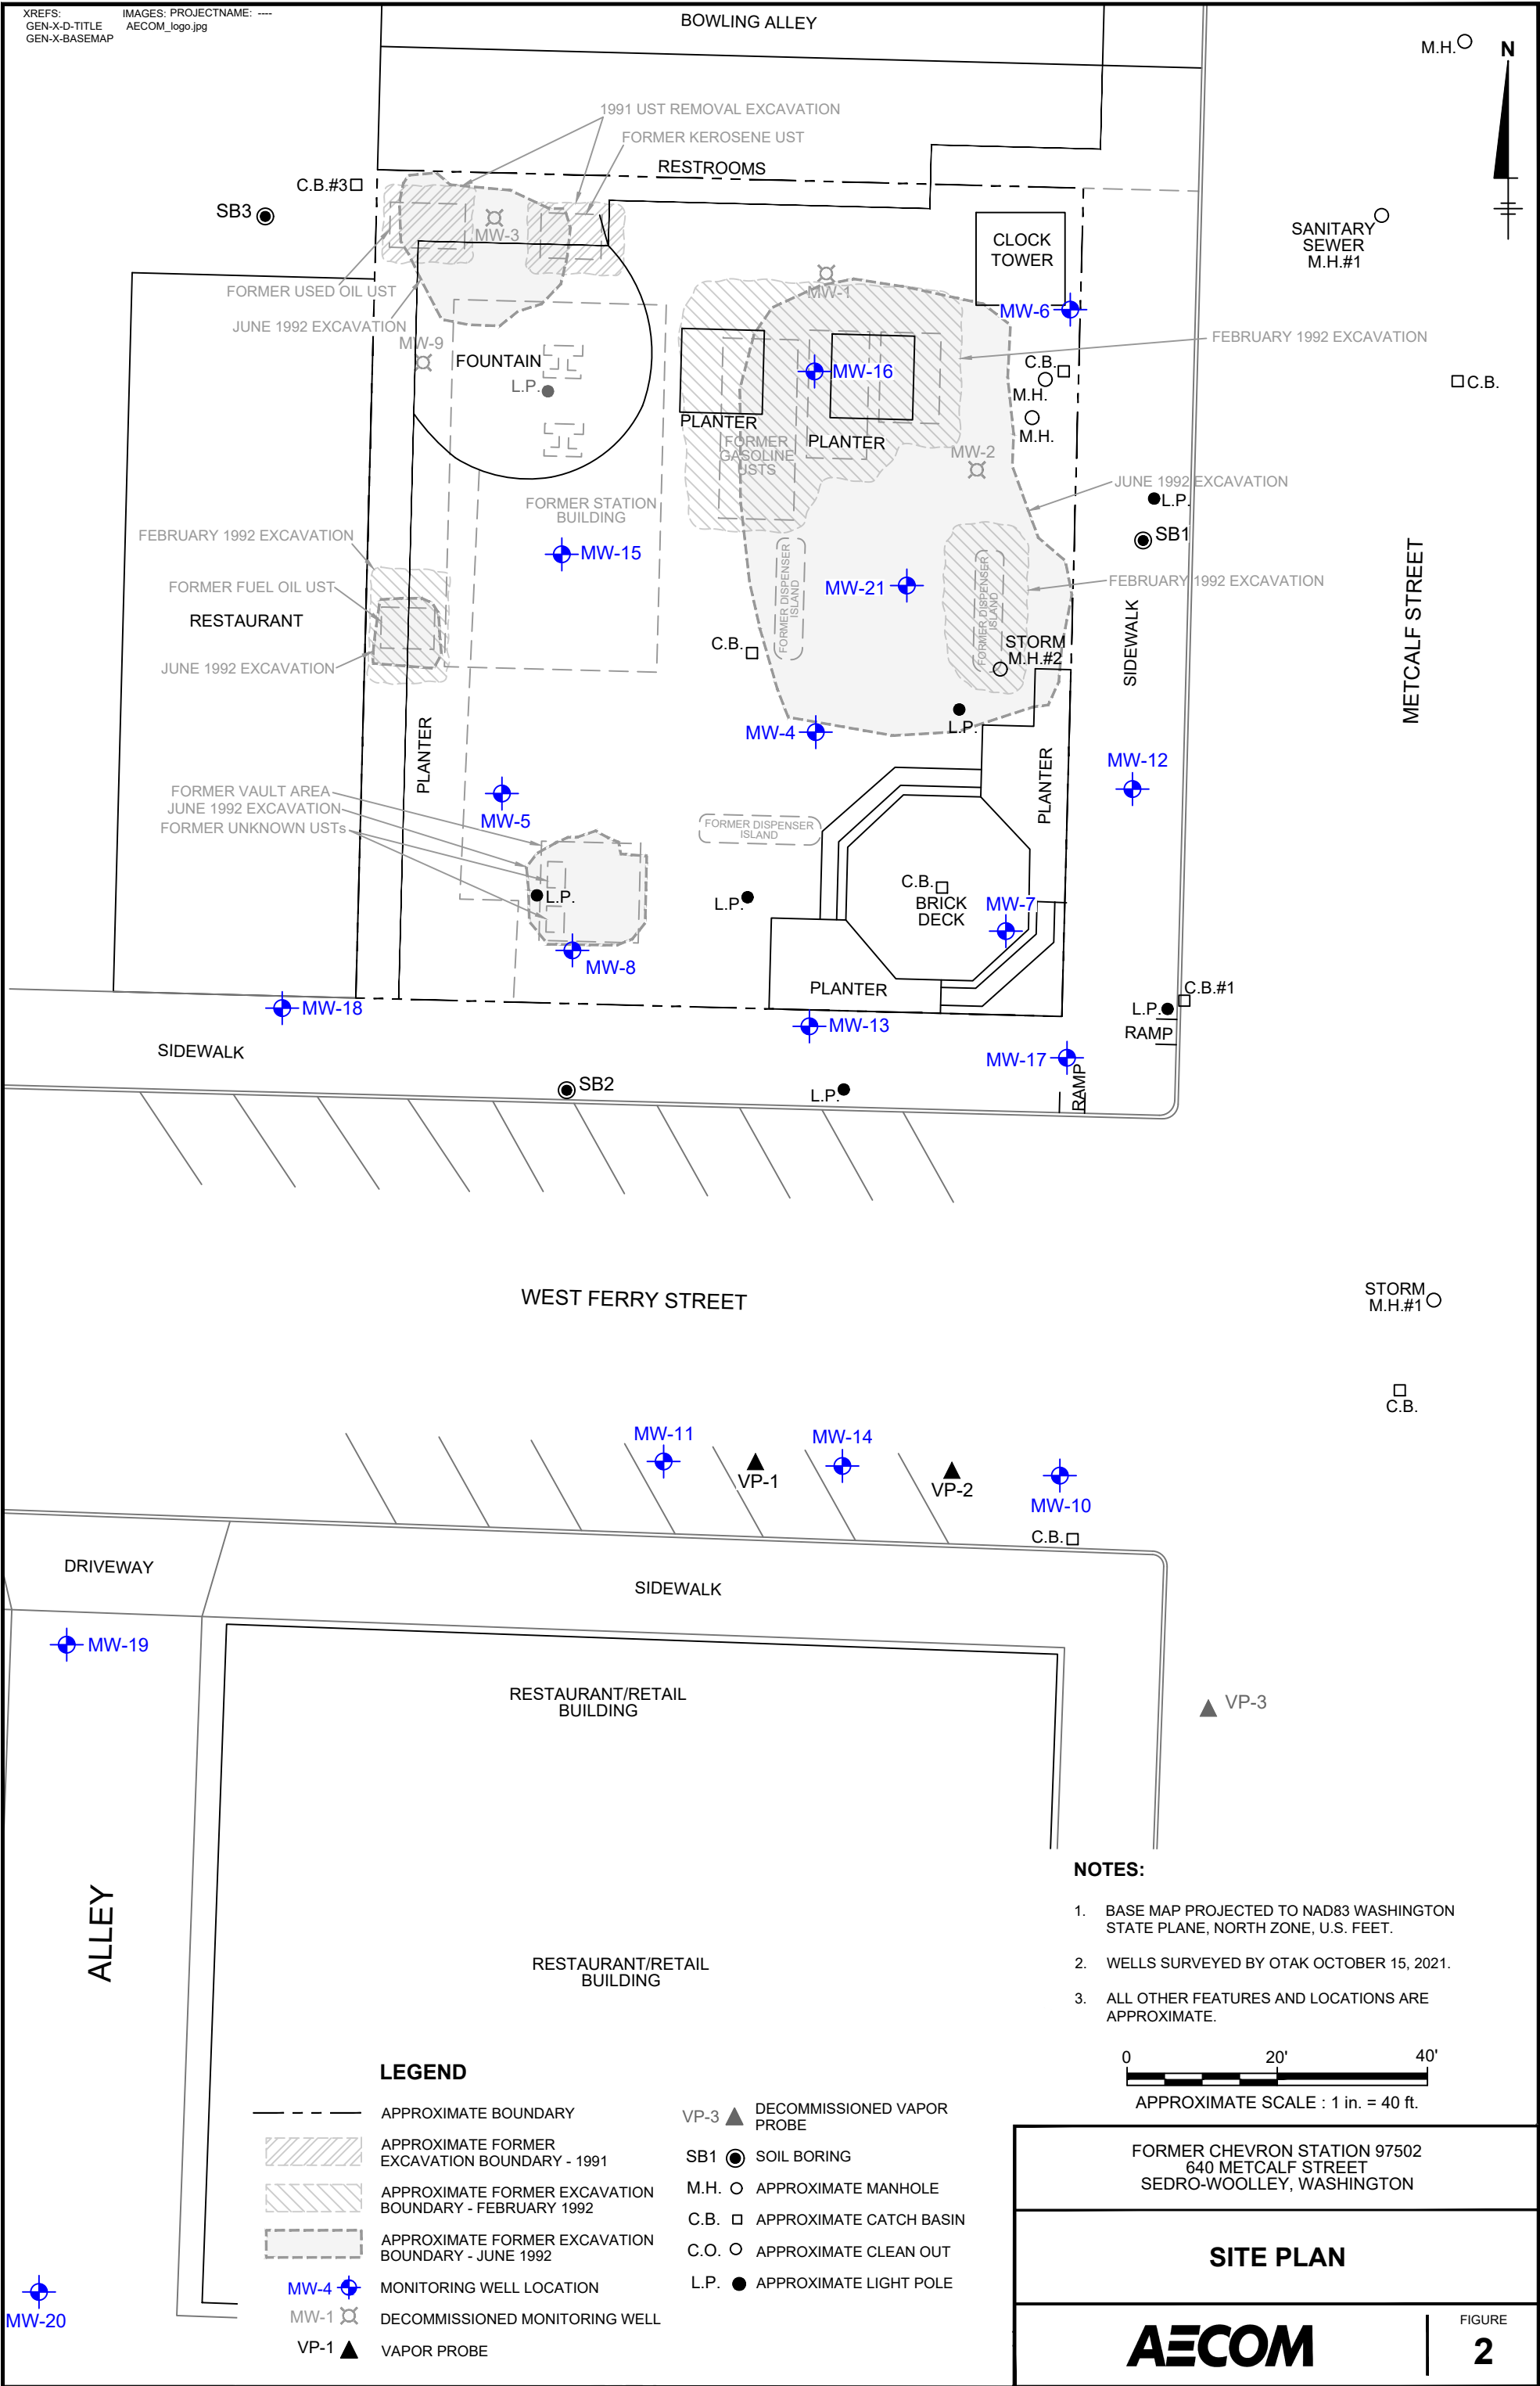 XREFS:
GEN-X-D-TITLE
GEN-X-BASEMAP
IMAGES:
AECOM_logo.jpg
PROJECTNAME: ----
BOWLING ALLEY
M.H.
N
1991 UST REMOVAL EXCAVATION
FORMER KEROSENE UST
RESTROOMS
C.B.#3
SB3
MW-3
CLOCK
TOWER
SANITARY
SEWER
M.H.#1
FORMER USED OIL UST
JUNE 1992 EXCAVATION
MW-1
MW-6
MW-9
FOUNTAIN
L.P.
FEBRUARY 1992 EXCAVATION
C.B.
M.H.
M.H.
C.B.
MW-16
PLANTER
PLANTER
FORMER
GASOLINE
USTS
MW-2
JUNE 1992 EXCAVATION
L.P.
SB1
FORMER STATION
BUILDING
FEBRUARY 1992 EXCAVATION
MW-15
FORMER FUEL OIL UST
RESTAURANT
JUNE 1992 EXCAVATION
FORMER DISPENSER
ISLAND
MW-21
FORMER DISPENSER
ISLAND
FEBRUARY 1992 EXCAVATION
STORM
M.H.#2
C.B.
SIDEWALK
METCALF STREET
L.P.
MW-4
PLANTER
PLANTER
MW-12
FORMER VAULT AREA
JUNE 1992 EXCAVATION
FORMER UNKNOWN USTs
MW-5
FORMER DISPENSER
ISLAND
L.P.
L.P.
C.B.
BRICK
DECK
MW-7
MW-8
PLANTER
C.B.#1
L.P.
RAMP
MW-18
MW-13
MW-17
RAMP
SIDEWALK
SB2
L.P.
WEST FERRY STREET
STORM
M.H.#1
C.B.
MW-11
VP-1
MW-14
VP-2
MW-10
C.B.
DRIVEWAY
SIDEWALK
MW-19
RESTAURANT/RETAIL
BUILDING
VP-3
ALLEY
RESTAURANT/RETAIL
BUILDING
MW-20
NOTES:
1. BASE MAP PROJECTED TO NAD83 WASHINGTON
STATE PLANE, NORTH ZONE, U.S. FEET.
2. WELLS SURVEYED BY OTAK OCTOBER 15, 2021.
3. ALL OTHER FEATURES AND LOCATIONS ARE
APPROXIMATE.
0 20' 40'
APPROXIMATE SCALE : 1 in. = 40 ft.
LEGEND
APPROXIMATE BOUNDARY
APPROXIMATE FORMER
EXCAVATION BOUNDARY - 1991
APPROXIMATE FORMER EXCAVATION
BOUNDARY - FEBRUARY 1992
APPROXIMATE FORMER EXCAVATION
BOUNDARY - JUNE 1992
MW-4 MONITORING WELL LOCATION
MW-1 DECOMMISSIONED MONITORING WELL
VP-1 VAPOR PROBE
VP-3 DECOMMISSIONED VAPOR
PROBE
SB1 SOIL BORING
M.H. APPROXIMATE MANHOLE
C.B. APPROXIMATE CATCH BASIN
C.O. APPROXIMATE CLEAN OUT
L.P. APPROXIMATE LIGHT POLE
FORMER CHEVRON STATION 97502
640 METCALF STREET
SEDRO-WOOLLEY, WASHINGTON
SITE PLAN
AECOM
FIGURE
2